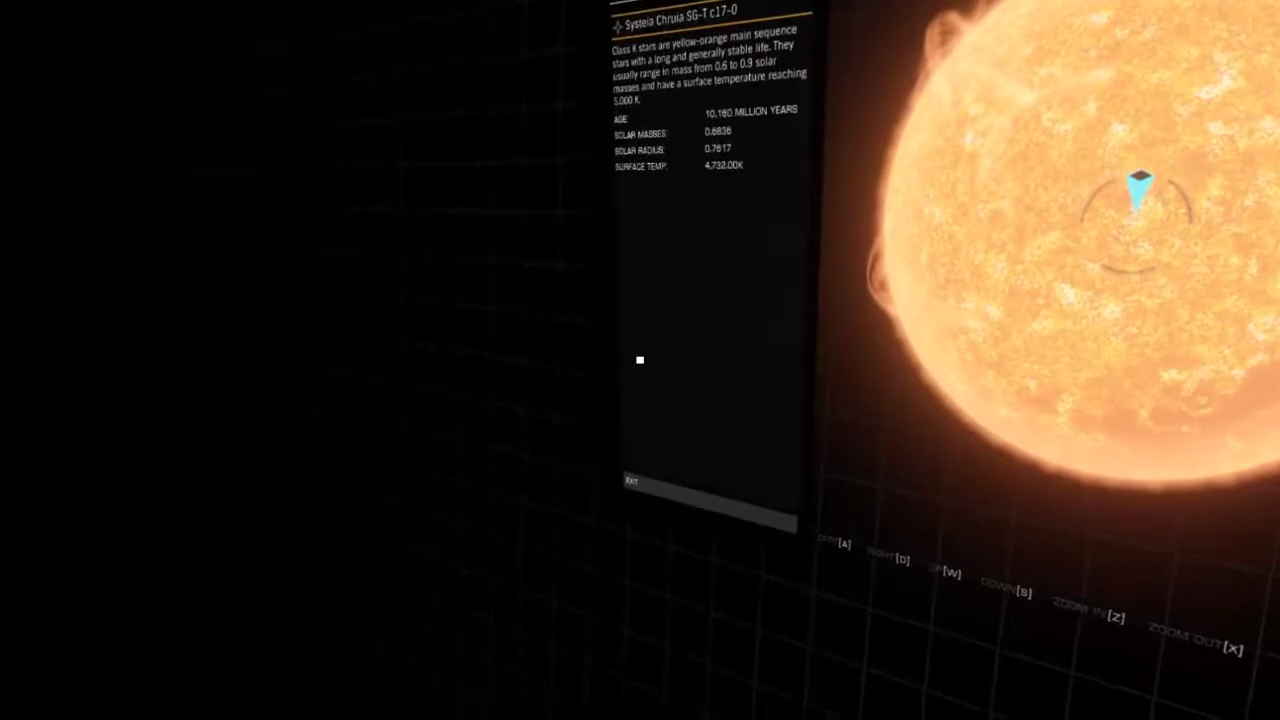 Systeia Chruia SG-T c17-0
Class K stars are yellow-orange main sequence
stars with a long and generally stable life. They
usually range in mass from 0.6 to 0.9 solar
masses and have a surface temperature reaching
5,000 K.
AGE: 10,160 MILLION YEARS
SOLAR MASSES: 0.6836
SOLAR RADIUS: 0.7617
SURFACE TEMP: 4,732.00K
EXIT
[A] RIGHT[D] UP[W] DOWN[S] ZOOM IN[Z] ZOOM OUT[X]